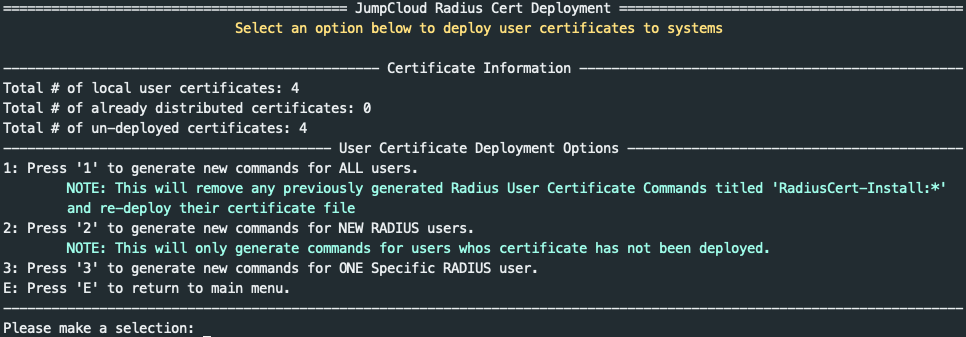 =========================================== JumpCloud Radius Cert Deployment ===========================================
Select an option below to deploy user certificates to systems
----------------------------------------------- Certificate Information ------------------------------------------------
Total # of local user certificates: 4
Total # of already distributed certificates: 0
Total # of un-deployed certificates: 4
----------------------------------------- User Certificate Deployment Options ------------------------------------------
1: Press '1' to generate new commands for ALL users.
NOTE: This will remove any previously generated Radius User Certificate Commands titled 'RadiusCert-Install:*'
and re-deploy their certificate file
2: Press '2' to generate new commands for NEW RADIUS users.
NOTE: This will only generate commands for users whos certificate has not been deployed.
3: Press '3' to generate new commands for ONE Specific RADIUS user.
E: Press 'E' to return to main menu.
------------------------------------------------------------------------------------------------------------------------
Please make a selection: _